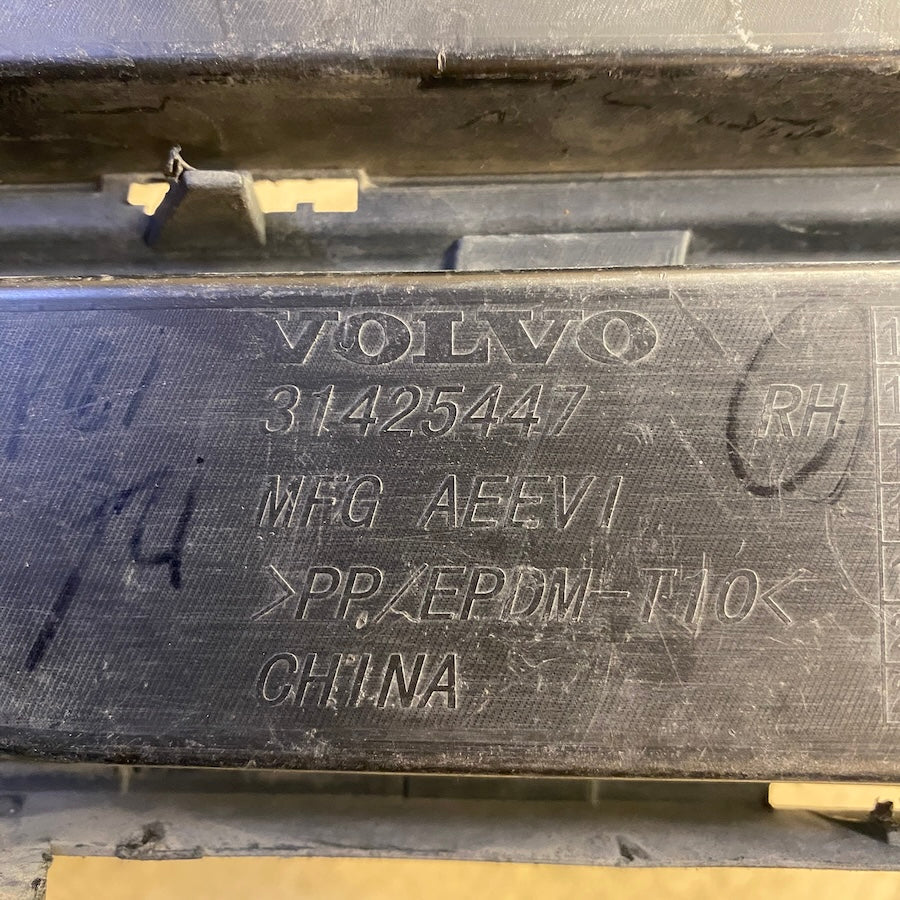 VOLVO
31425447 RH
MFG AEEVI
>PP/EPDM-T10<
CHINA